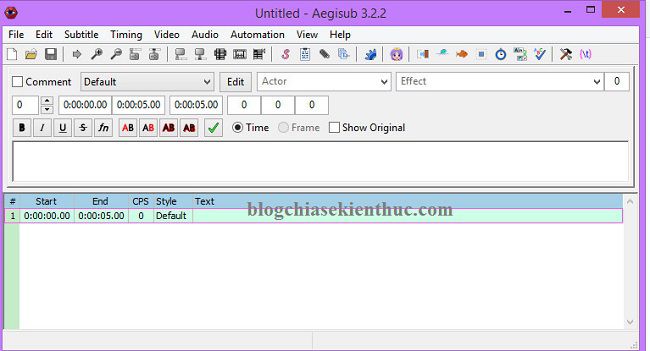 Untitled - Aegisub 3.2.2
File Edit Subtitle Timing Video Audio Automation View Help
Comment Default Edit Actor Effect 0
0 0:00:00.00 0:00:05.00 0:00:05.00 0 0 0
B I U S fn AB AB AB AB Time Frame Show Original
# Start End CPS Style Text
1 0:00:00.00 0:00:05.00 0 Default
blogchiasekienthuc.com